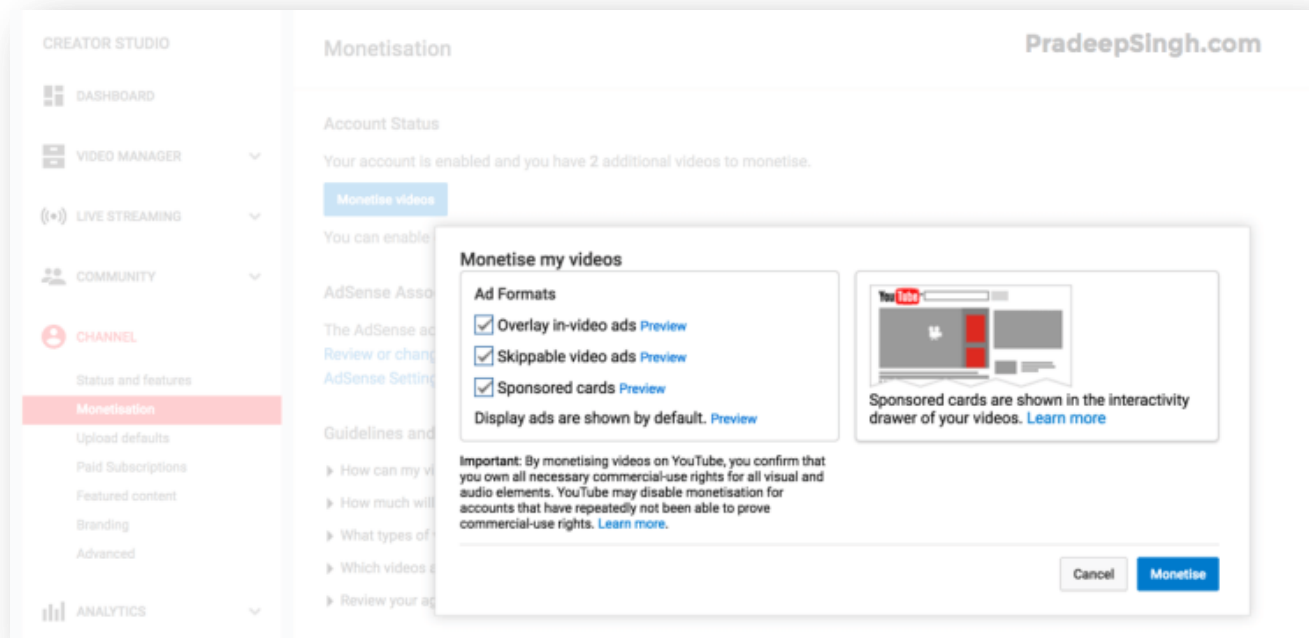 CREATOR STUDIO
DASHBOARD
VIDEO MANAGER
LIVE STREAMING
COMMUNITY
CHANNEL
Status and features
Monetisation
Upload defaults
Paid Subscriptions
Featured content
Branding
Advanced
ANALYTICS
Monetisation
PradeepSingh.com
Account Status
Your account is enabled and you have 2 additional videos to monetise.
Monetise videos
You can enable
AdSense Asso
The AdSense ac
Review or chang
AdSense Setting
Guidelines and
How can my vi
How much will
What types of
Which videos a
Review your ag
Monetise my videos
Ad Formats
Overlay in-video ads Preview
Skippable video ads Preview
Sponsored cards Preview
Display ads are shown by default. Preview
YouTube
Sponsored cards are shown in the interactivity
drawer of your videos. Learn more
Important: By monetising videos on YouTube, you confirm that
you own all necessary commercial-use rights for all visual and
audio elements. YouTube may disable monetisation for
accounts that have repeatedly not been able to prove
commercial-use rights. Learn more.
Cancel
Monetise